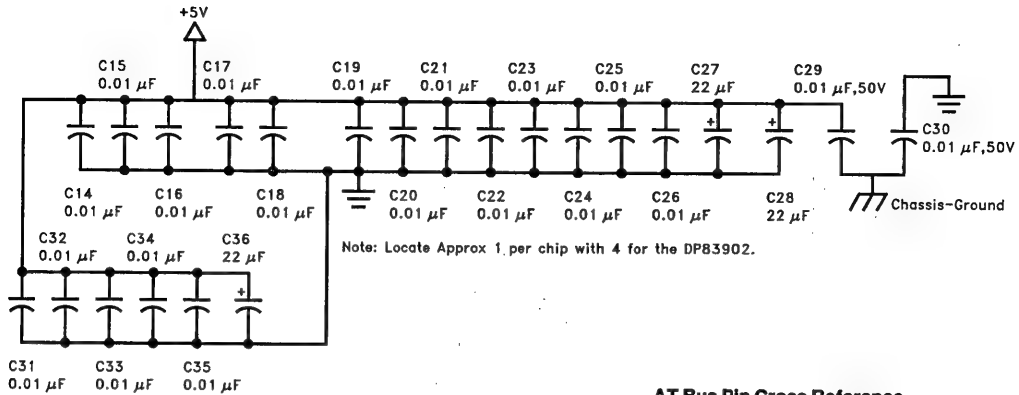 +5V
C15
0.01 μF
C17
0.01 μF
C19
0.01 μF
C21
0.01 μF
C23
0.01 μF
C25
0.01 μF
C27
22 μF
C29
0.01 μF,50V
C30
0.01 μF,50V
+
+
C14
0.01 μF
C16
0.01 μF
C18
0.01 μF
C20
0.01 μF
C22
0.01 μF
C24
0.01 μF
C26
0.01 μF
C28
22 μF
Chassis-Ground
Note: Locate Approx 1 per chip with 4 for the DP83902.
C32
0.01 μF
C34
0.01 μF
C36
22 μF
+
C31
0.01 μF
C33
0.01 μF
C35
0.01 μF
AT Bus Pin Cross Reference